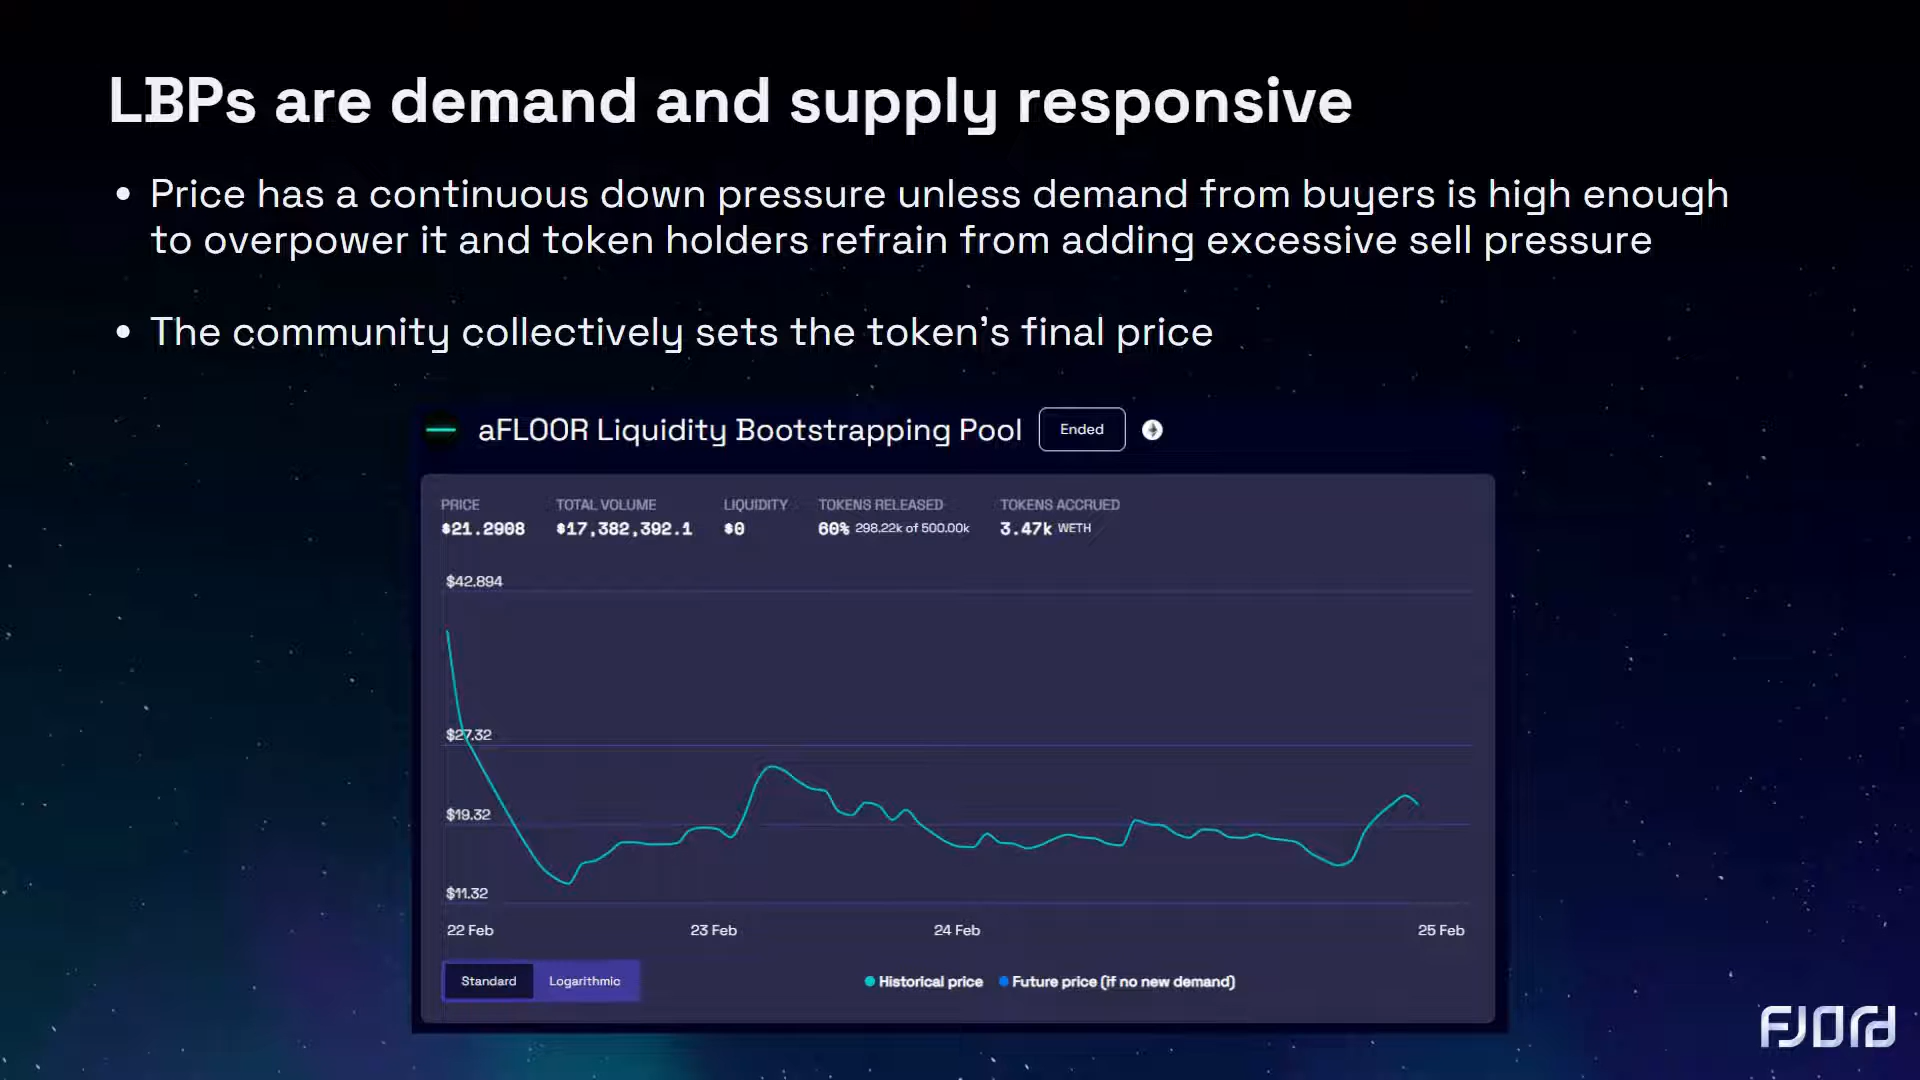 LBPs are demand and supply responsive
• Price has a continuous down pressure unless demand from buyers is high enough
to overpower it and token holders refrain from adding excessive sell pressure
• The community collectively sets the token's final price
aFLOOR Liquidity Bootstrapping Pool Ended
PRICE TOTAL VOLUME LIQUIDITY TOKENS RELEASED TOKENS ACCRUED
$21.2908 $17,382,392.1 $0 60% 298.22k of 500.00k 3.47k WETH
$42.894
$27.32
$19.32
$11.32
22 Feb 23 Feb 24 Feb 25 Feb
Standard Logarithmic Historical price Future price (if no new demand)
FJORD